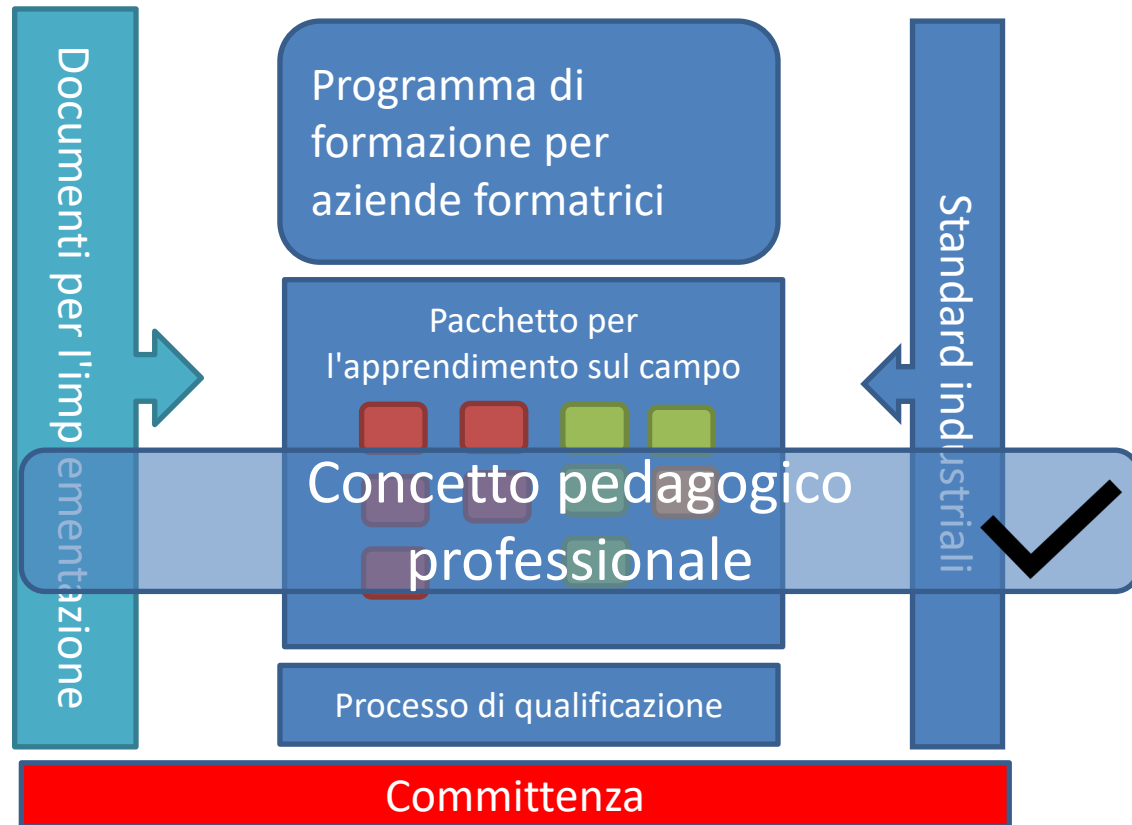 Documenti per l'implementazione
Programma di
formazione per
aziende formatrici
Standard industriali
Pacchetto per
l'apprendimento sul campo
Concetto pedagogico
professionale
Processo di qualificazione
Committenza